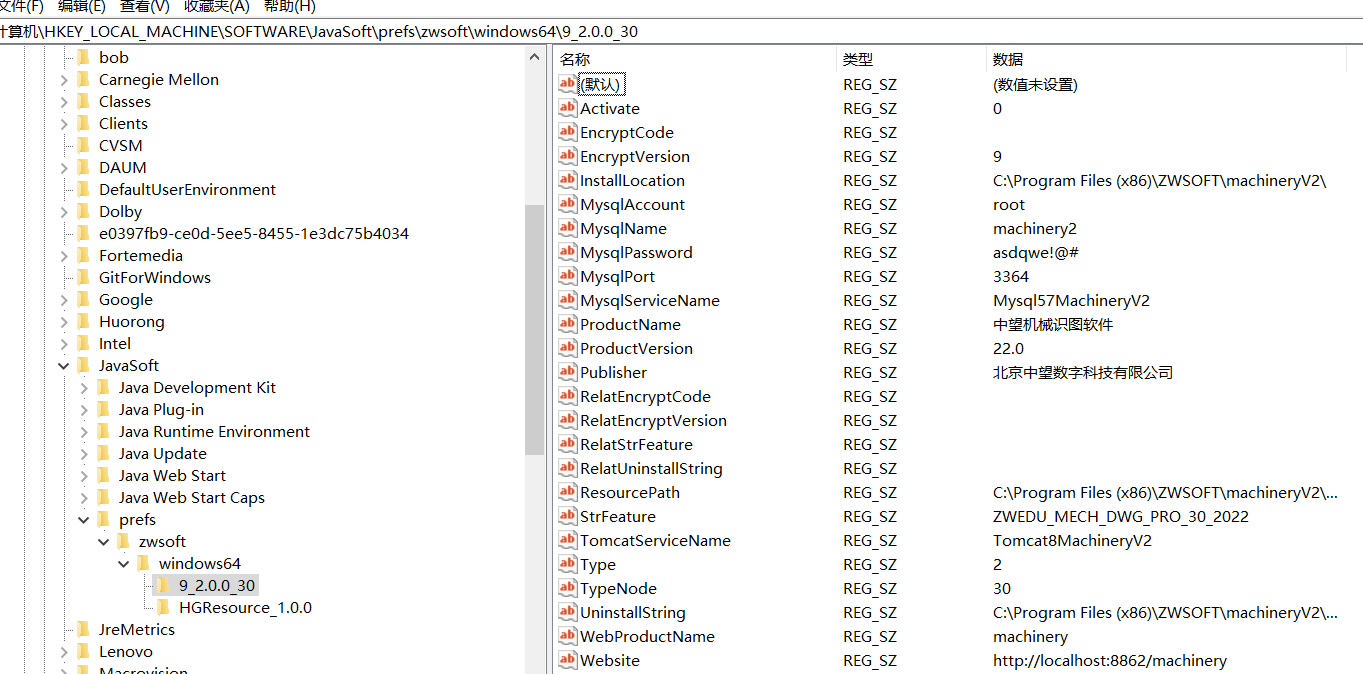 文件(F) 编辑(E) 查看(V) 收藏夹(A) 帮助(H)
计算机\HKEY_LOCAL_MACHINE\SOFTWARE\JavaSoft\prefs\zwsoft\windows64\9_2.0.0_30
bob
Carnegie Mellon
Classes
Clients
CVSM
DAUM
DefaultUserEnvironment
Dolby
e0397fb9-ce0d-5ee5-8455-1e3dc75b4034
Fortemedia
GitForWindows
Google
Huorong
Intel
JavaSoft
Java Development Kit
Java Plug-in
Java Runtime Environment
Java Update
Java Web Start
Java Web Start Caps
prefs
zwsoft
windows64
9_2.0.0_30
HGResource_1.0.0
JreMetrics
Lenovo
Macrovision
名称 类型 数据
(默认) REG_SZ (数值未设置)
Activate REG_SZ 0
EncryptCode REG_SZ
EncryptVersion REG_SZ 9
InstallLocation REG_SZ C:\Program Files (x86)\ZWSOFT\machineryV2\
MysqlAccount REG_SZ root
MysqlName REG_SZ machinery2
MysqlPassword REG_SZ asdqwe!@#
MysqlPort REG_SZ 3364
MysqlServiceName REG_SZ Mysql57MachineryV2
ProductName REG_SZ 中望机械识图软件
ProductVersion REG_SZ 22.0
Publisher REG_SZ 北京中望数字科技有限公司
RelatEncryptCode REG_SZ
RelatEncryptVersion REG_SZ
RelatStrFeature REG_SZ
RelatUninstallString REG_SZ
ResourcePath REG_SZ C:\Program Files (x86)\ZWSOFT\machineryV2\...
StrFeature REG_SZ ZWEDU_MECH_DWG_PRO_30_2022
TomcatServiceName REG_SZ Tomcat8MachineryV2
Type REG_SZ 2
TypeNode REG_SZ 30
UninstallString REG_SZ C:\Program Files (x86)\ZWSOFT\machineryV2\...
WebProductName REG_SZ machinery
Website REG_SZ http://localhost:8862/machinery